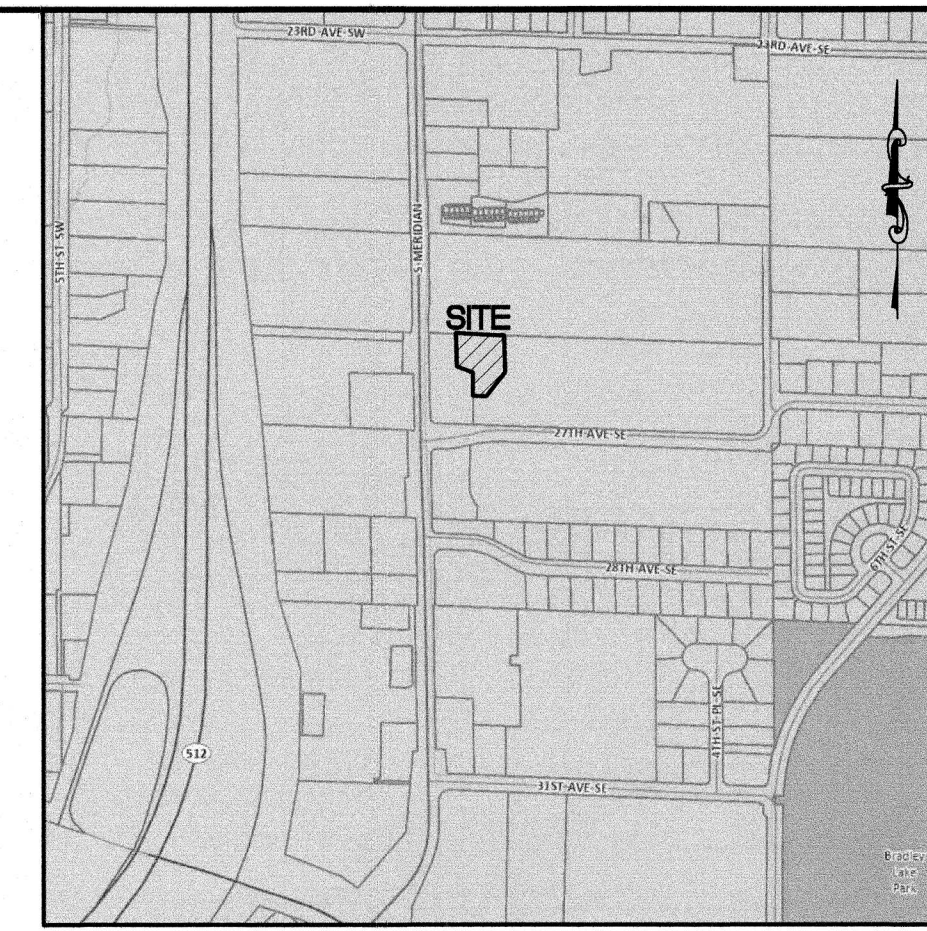 23RD AVE SW
23RD AVE-SE
5TH ST SW
S MERIDIAN
SITE
27TH AVE-SE
28TH AVE-SE
6TH ST SE
4TH-ST-PL-SE
512
31ST AVE-SE
Bradley
Lake
Park